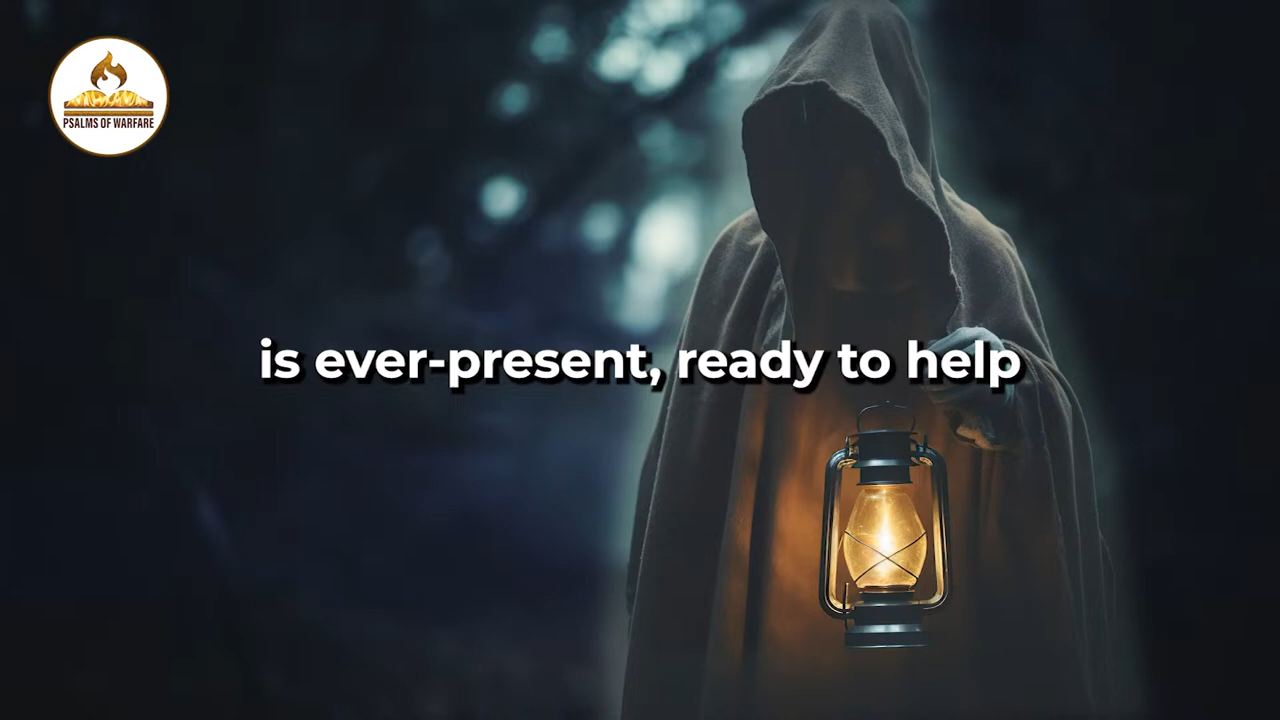 PSALMS OF WARFARE
is ever-present, ready to help